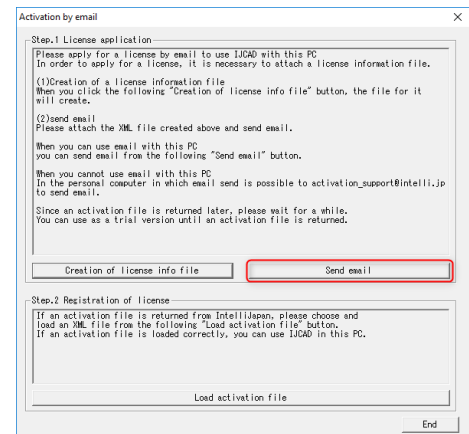 Activation by email
Step.1 License application
Please apply for a license by email to use IJCAD with this PC
In order to apply for a license, it is necessary to attach a license information file.
(1)Creation of a license information file
When you click the following "Creation of license info file" button, the file for it
will create.
(2)send email
Please attach the XML file created above and send email.
When you can use email with this PC
you can send email from the following "Send email" button.
When you cannot use email with this PC
In the personal computer in which email send is possible to activation_support@intelli.jp
to send email.
Since an activation file is returned later, please wait for a while.
You can use as a trial version until an activation file is returned.
Creation of license info file
Send email
Step.2 Registration of license
If an activation file is returned from IntelliJapan, please choose and
load an XML file from the following "Load activation file" button.
If an activation file is loaded correctly, you can use IJCAD in this PC.
Load activation file
End